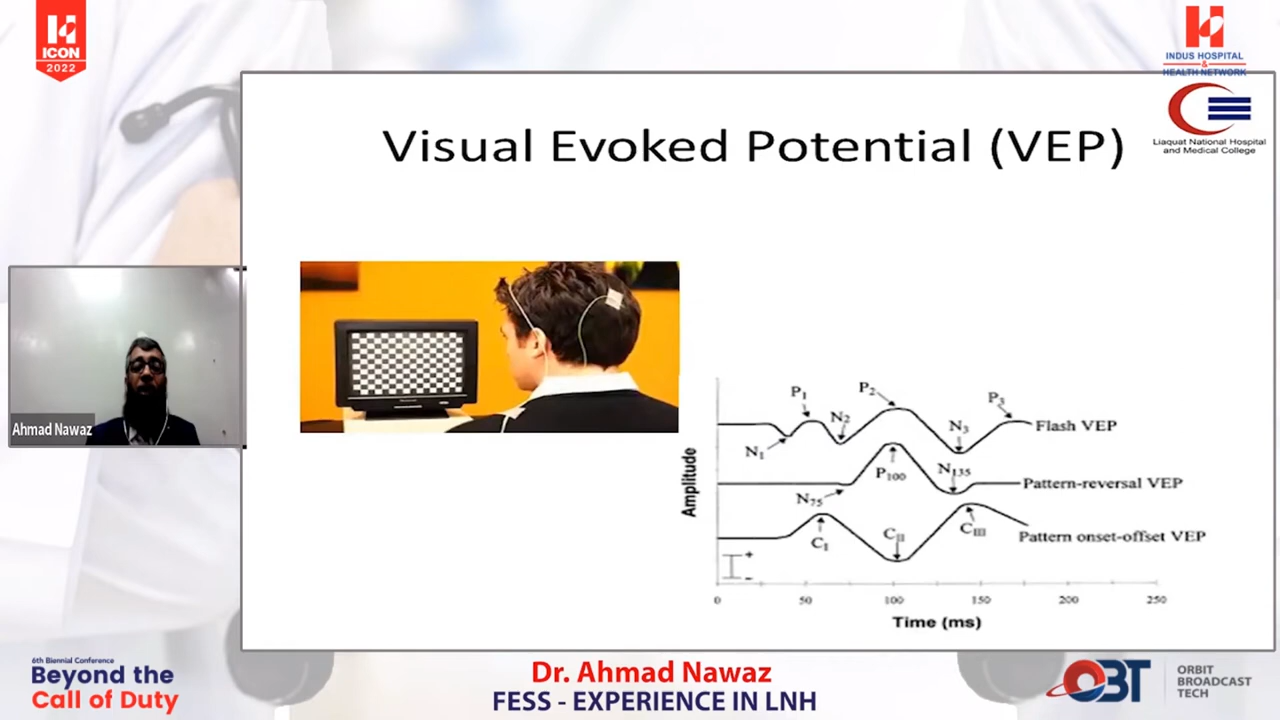 ICON
2022
INDUS HOSPITAL
&
HEALTH NETWORK
Liaquat National Hospital
and Medical College
Visual Evoked Potential (VEP)
Ahmad Nawaz
Amplitude
P1
N1
N2
P2
N3
P3
Flash VEP
N75
P100
N135
Pattern-reversal VEP
CI
CII
CIII
Pattern onset-offset VEP
+
-
0
50
100
150
200
250
Time (ms)
6th Biennial Conference
Beyond the
Call of Duty
Dr. Ahmad Nawaz
FESS - EXPERIENCE IN LNH
OBT
ORBIT
BROADCAST
TECH